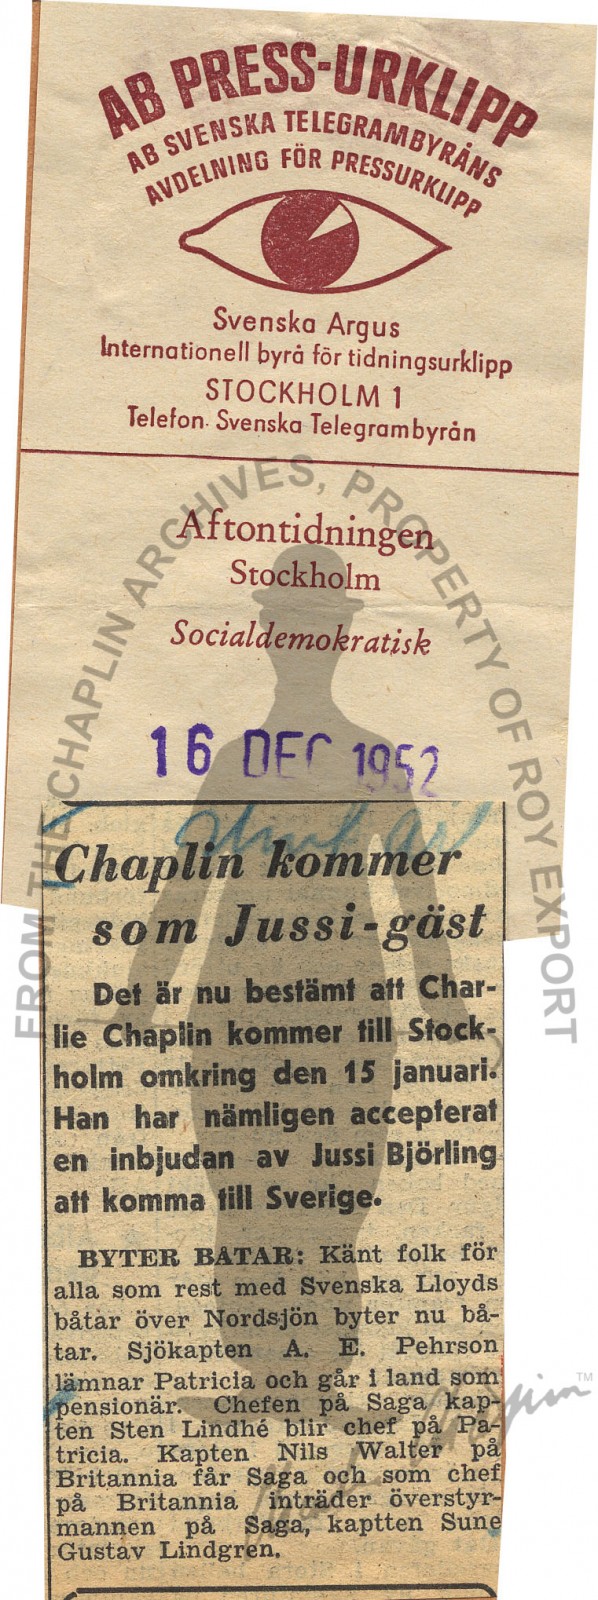 AB PRESS-URKLIPP
AB SVENSKA TELEGRAMBYRÅNS
AVDELNING FÖR PRESSURKLIPP
Svenska Argus
Internationell byrå för tidningsurklipp
STOCKHOLM 1
Telefon. Svenska Telegrambyrån
FROM THE CHAPLIN ARCHIVES, PROPERTY OF ROY EXPORT
Aftontidningen
Stockholm
Socialdemokratisk
16 DEC 1952
Chaplin kommer
som Jussi-gäst
Det är nu bestämt att Char-
lie Chaplin kommer till Stock-
holm omkring den 15 januari.
Han har nämligen accepterat
en inbjudan av Jussi Björling
att komma till Sverige.
BYTER BÅTAR: Känt folk för
alla som rest med Svenska Lloyds
båtar över Nordsjön byter nu bå-
tar. Sjökapten A. E. Pehrson
lämnar Patricia och går i land som
pensionär. Chefen på Saga kap-
ten Sten Lindhé blir chef på Pa-
tricia. Kapten Nils Walter på
Britannia får Saga och som chef
på Britannia inträder överstyr-
mannen på Saga, kaptten Sune
Gustav Lindgren.
TM